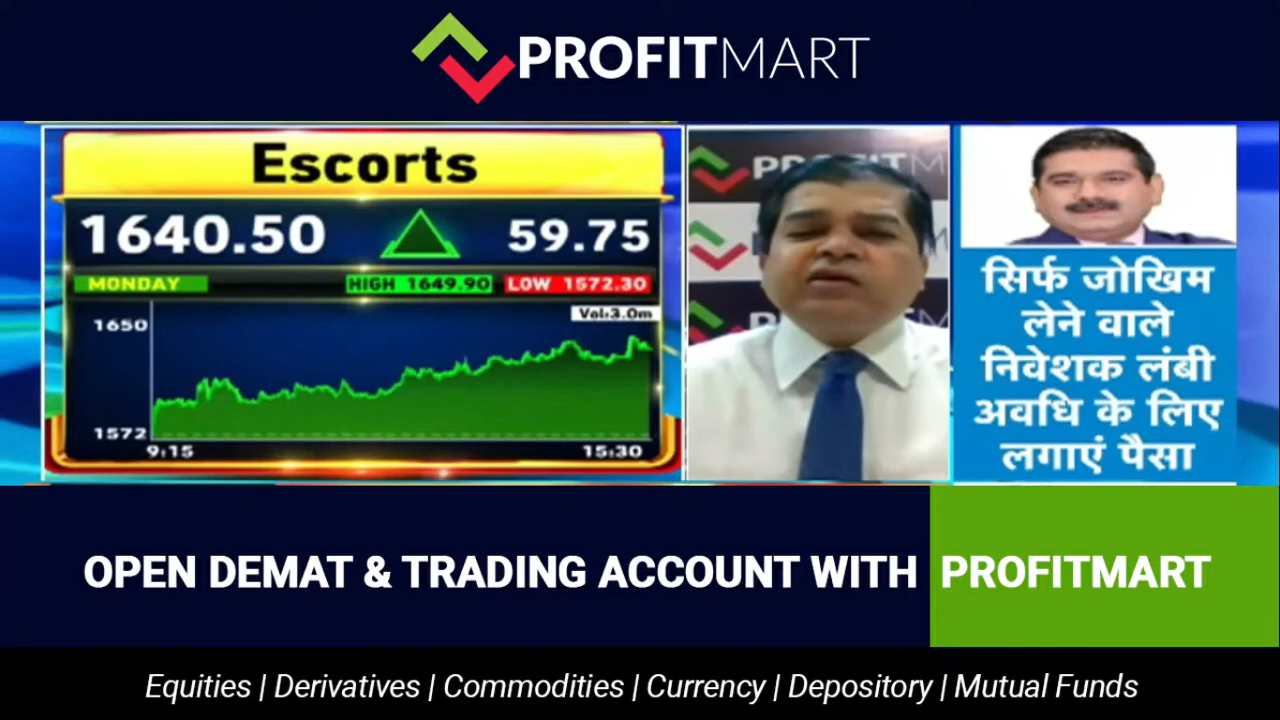 PROFITMART
Escorts
1640.50 59.75
MONDAY HIGH 1649.90 LOW 1572.30
Vol:3.0m
1650
1572
9:15 15:30
PROFITM
सिर्फ जोखिम
लेने वाले
निवेशक लंबी
अवधि के लिए
लगाएं पैसा
OPEN DEMAT & TRADING ACCOUNT WITH PROFITMART
Equities | Derivatives | Commodities | Currency | Depository | Mutual Funds